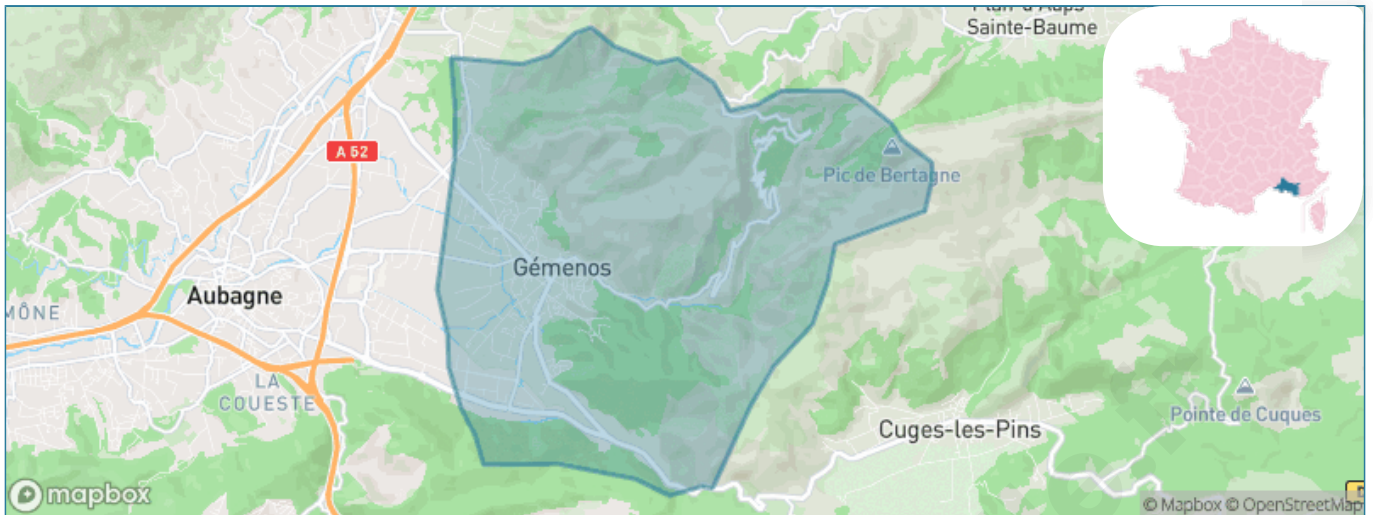 Sainte-Baume
A 52
Pic de Bertagne
Gémenos
Aubagne
MÔNE
LA
COUESTE
Cuges-les-Pins
Pointe de Cuques
mapbox
© Mapbox © OpenStreetMap